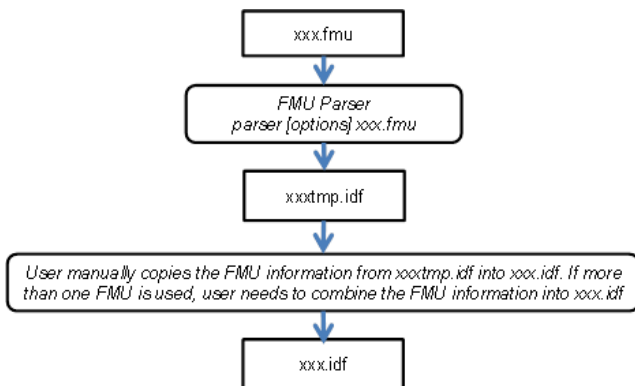 xxx.fmu
FMU Parser
parser [options] xxx.fmu
xxxtmp.idf
User manually copies the FMU information from xxxtmp.idf into xxx.idf. If more
than one FMU is used, user needs to combine the FMU information into xxx.idf
xxx.idf